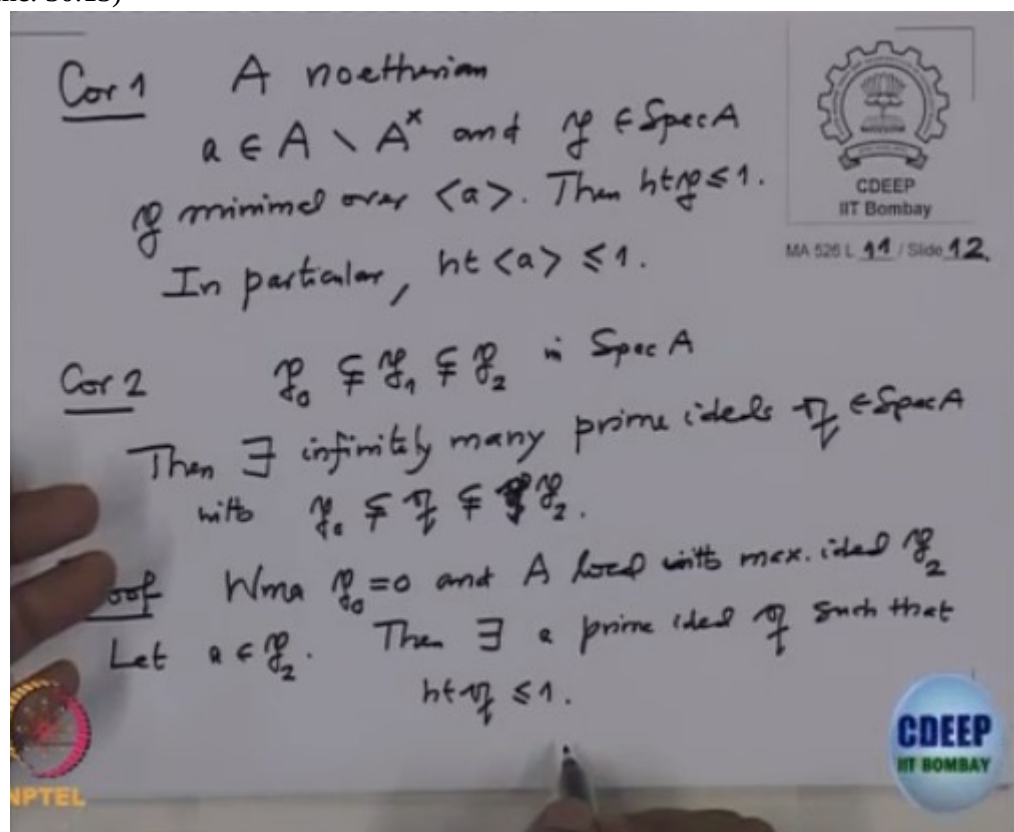 Cor 1 A noetherian
a ∈ A \ A^× and 𝔭 ∈ Spec A
𝔭 minimal over <a>. Then ht 𝔭 ≤ 1.
In particular, ht <a> ≤ 1.
CDEEP
IIT Bombay
MA 526 L 11 / Slide 12
Cor 2 𝔭₀ ⊊ 𝔭₁ ⊊ 𝔭₂ in Spec A
Then ∃ infinitely many prime ideals 𝔮 ∈ Spec A
with 𝔭₀ ⊊ 𝔮 ⊊ 𝔭₂.
oof Wma 𝔭₀ = 0 and A local with max. ideal 𝔭₂
Let a ∈ 𝔭₂. Then ∃ a prime ideal 𝔮 such that
ht 𝔮 ≤ 1.
CDEEP
IIT BOMBAY
NPTEL